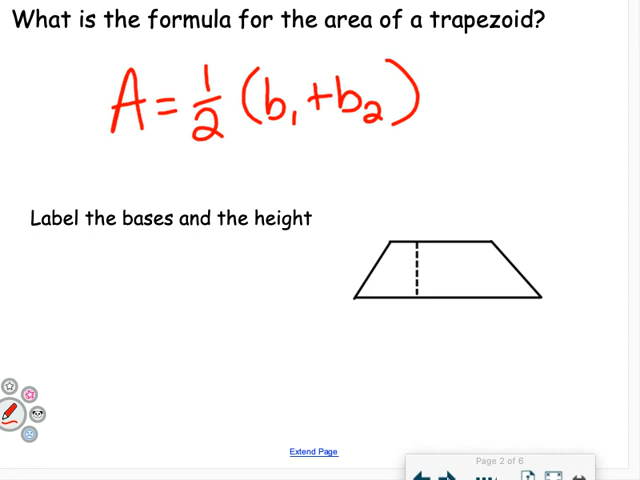 What is the formula for the area of a trapezoid?
A = 1/2 (b₁ + b₂)
Label the bases and the height
Extend Page
Page 2 of 6